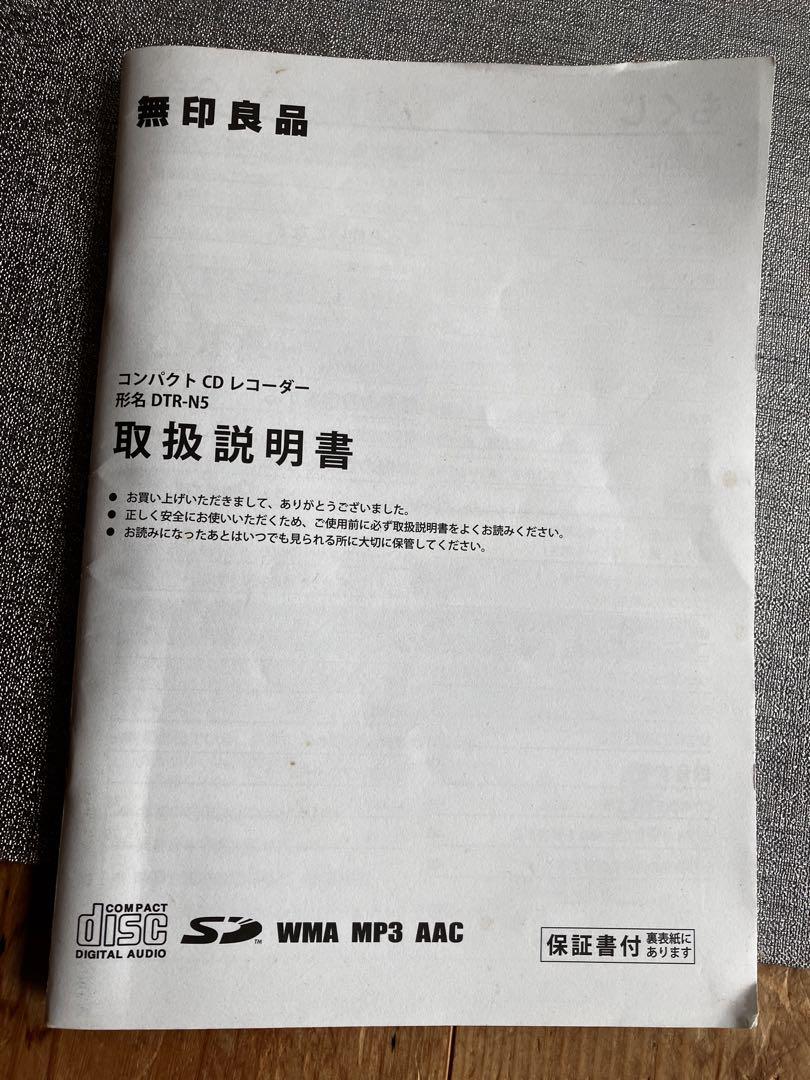 無印良品
コンパクト CD レコーダー
形名 DTR-N5
取扱説明書
● お買い上げいただきまして、ありがとうございました。
● 正しく安全にお使いいただくため、ご使用前に必ず取扱説明書をよくお読みください。
● お読みになったあとはいつでも見られる所に大切に保管してください。
COMPACT
disc
DIGITAL AUDIO
SD™
WMA MP3 AAC
保証書付
裏表紙に
あります